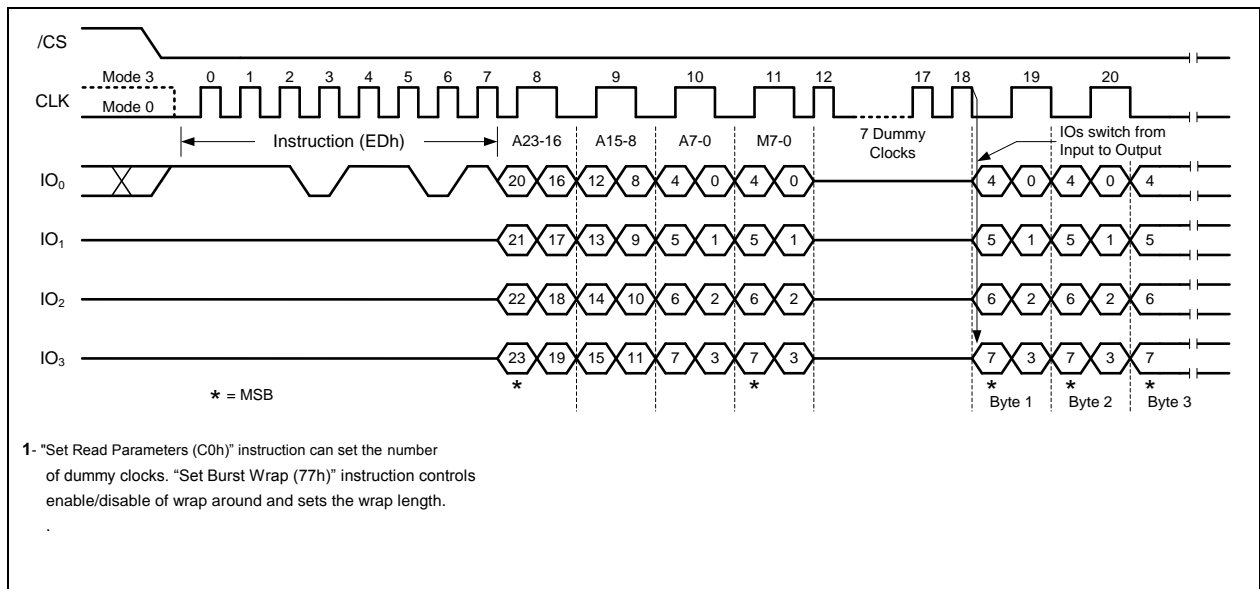 /CS
Mode 3 0 1 2 3 4 5 6 7 8 9 10 11 12 17 18 19 20
CLK Mode 0
Instruction (EDh) A23-16 A15-8 A7-0 M7-0 7 Dummy
Clocks
IOs switch from
Input to Output
IO₀ 20 16 12 8 4 0 4 0 4 0 4 0 4
IO₁ 21 17 13 9 5 1 5 1 5 1 5 1 5
IO₂ 22 18 14 10 6 2 6 2 6 2 6 2 6
IO₃ 23 19 15 11 7 3 7 3 7 3 7 3 7
* * * * *
* = MSB
Byte 1 Byte 2 Byte 3
1- "Set Read Parameters (C0h)” instruction can set the number
of dummy clocks. “Set Burst Wrap (77h)” instruction controls
enable/disable of wrap around and sets the wrap length.
.